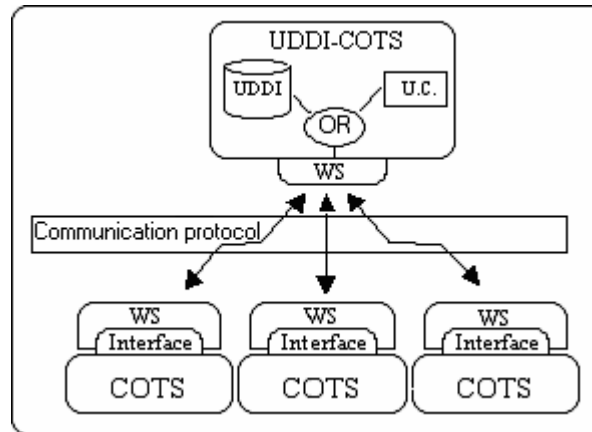 UDDI-COTS
UDDI
U.C.
OR
WS
Communication protocol
WS
WS
WS
Interface
Interface
Interface
COTS
COTS
COTS